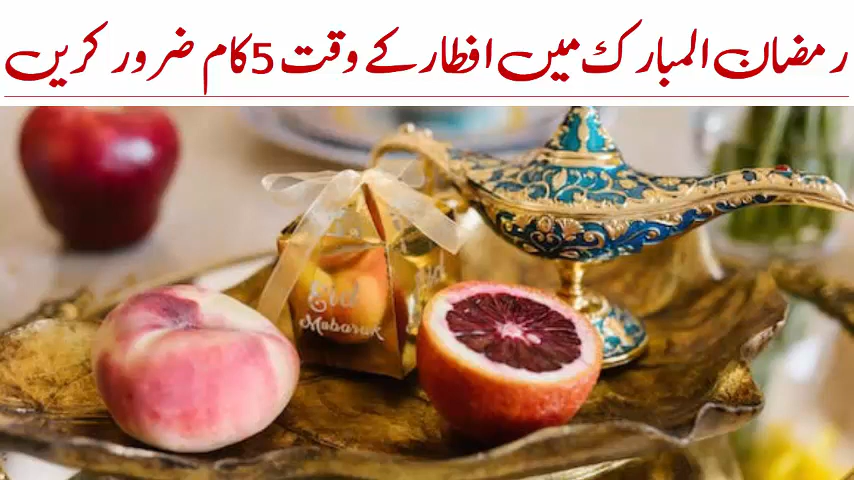 رمضان المبارک میں افطار کے وقت 5 کام ضرور کریں
Eid
Mubarak